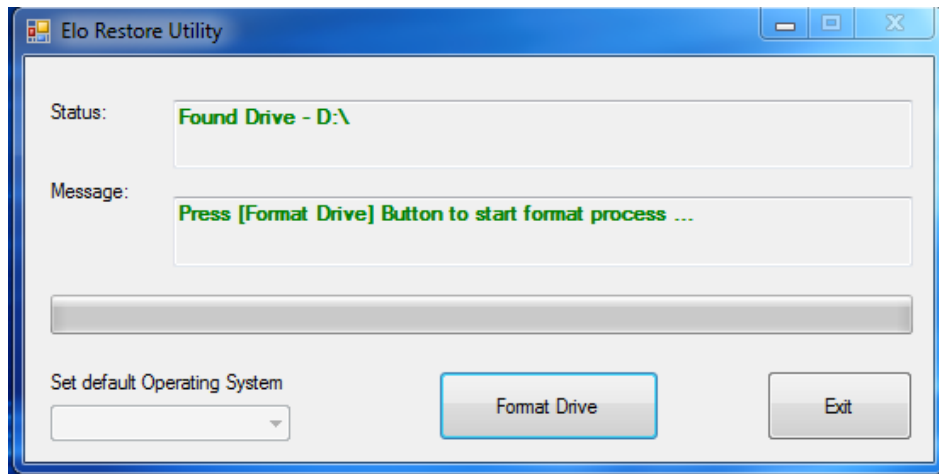 Elo Restore Utility
Status:
Found Drive - D:\
Message:
Press [Format Drive] Button to start format process ...
Set default Operating System
Format Drive
Exit